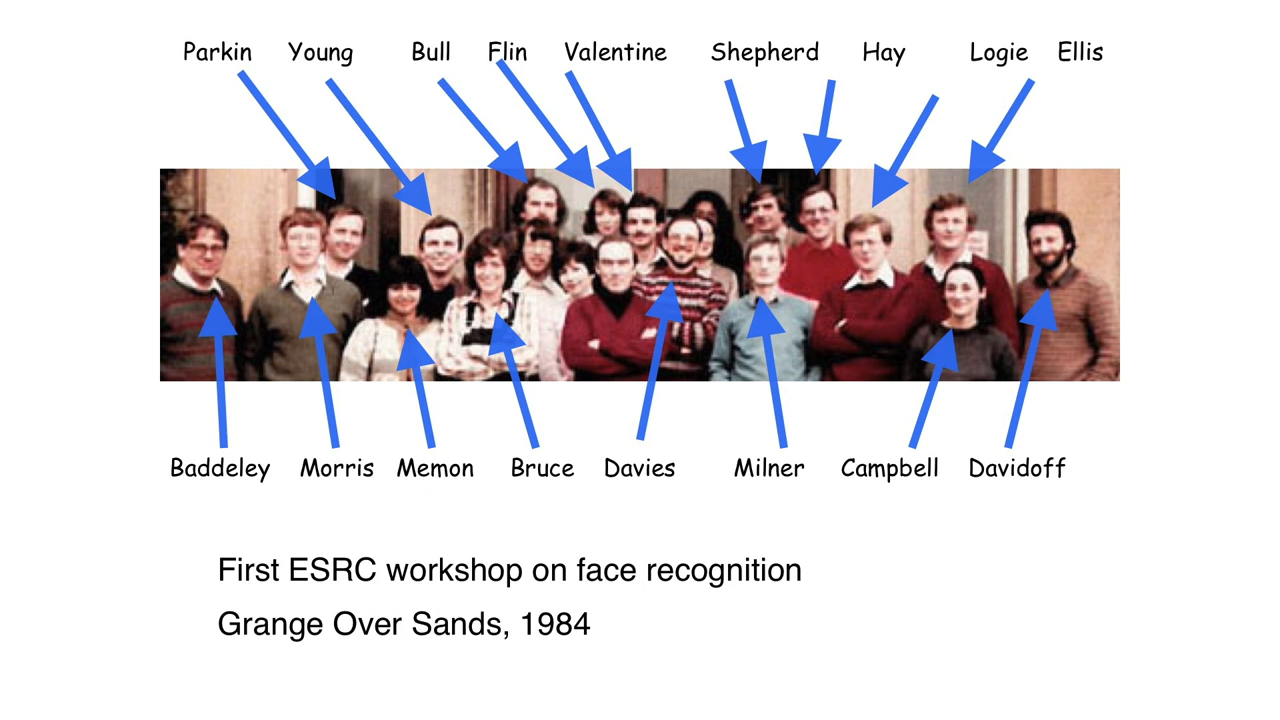 Parkin Young Bull Flin Valentine Shepherd Hay Logie Ellis
Baddeley Morris Memon Bruce Davies Milner Campbell Davidoff
First ESRC workshop on face recognition
Grange Over Sands, 1984